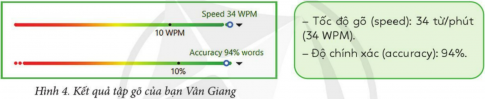 Speed 34 WPM
10 WPM
Accuracy 94% words
10%
Hình 4. Kết quả tập gõ của bạn Vân Giang
– Tốc độ gõ (speed): 34 từ/phút
(34 WPM).
– Độ chính xác (accuracy): 94%.